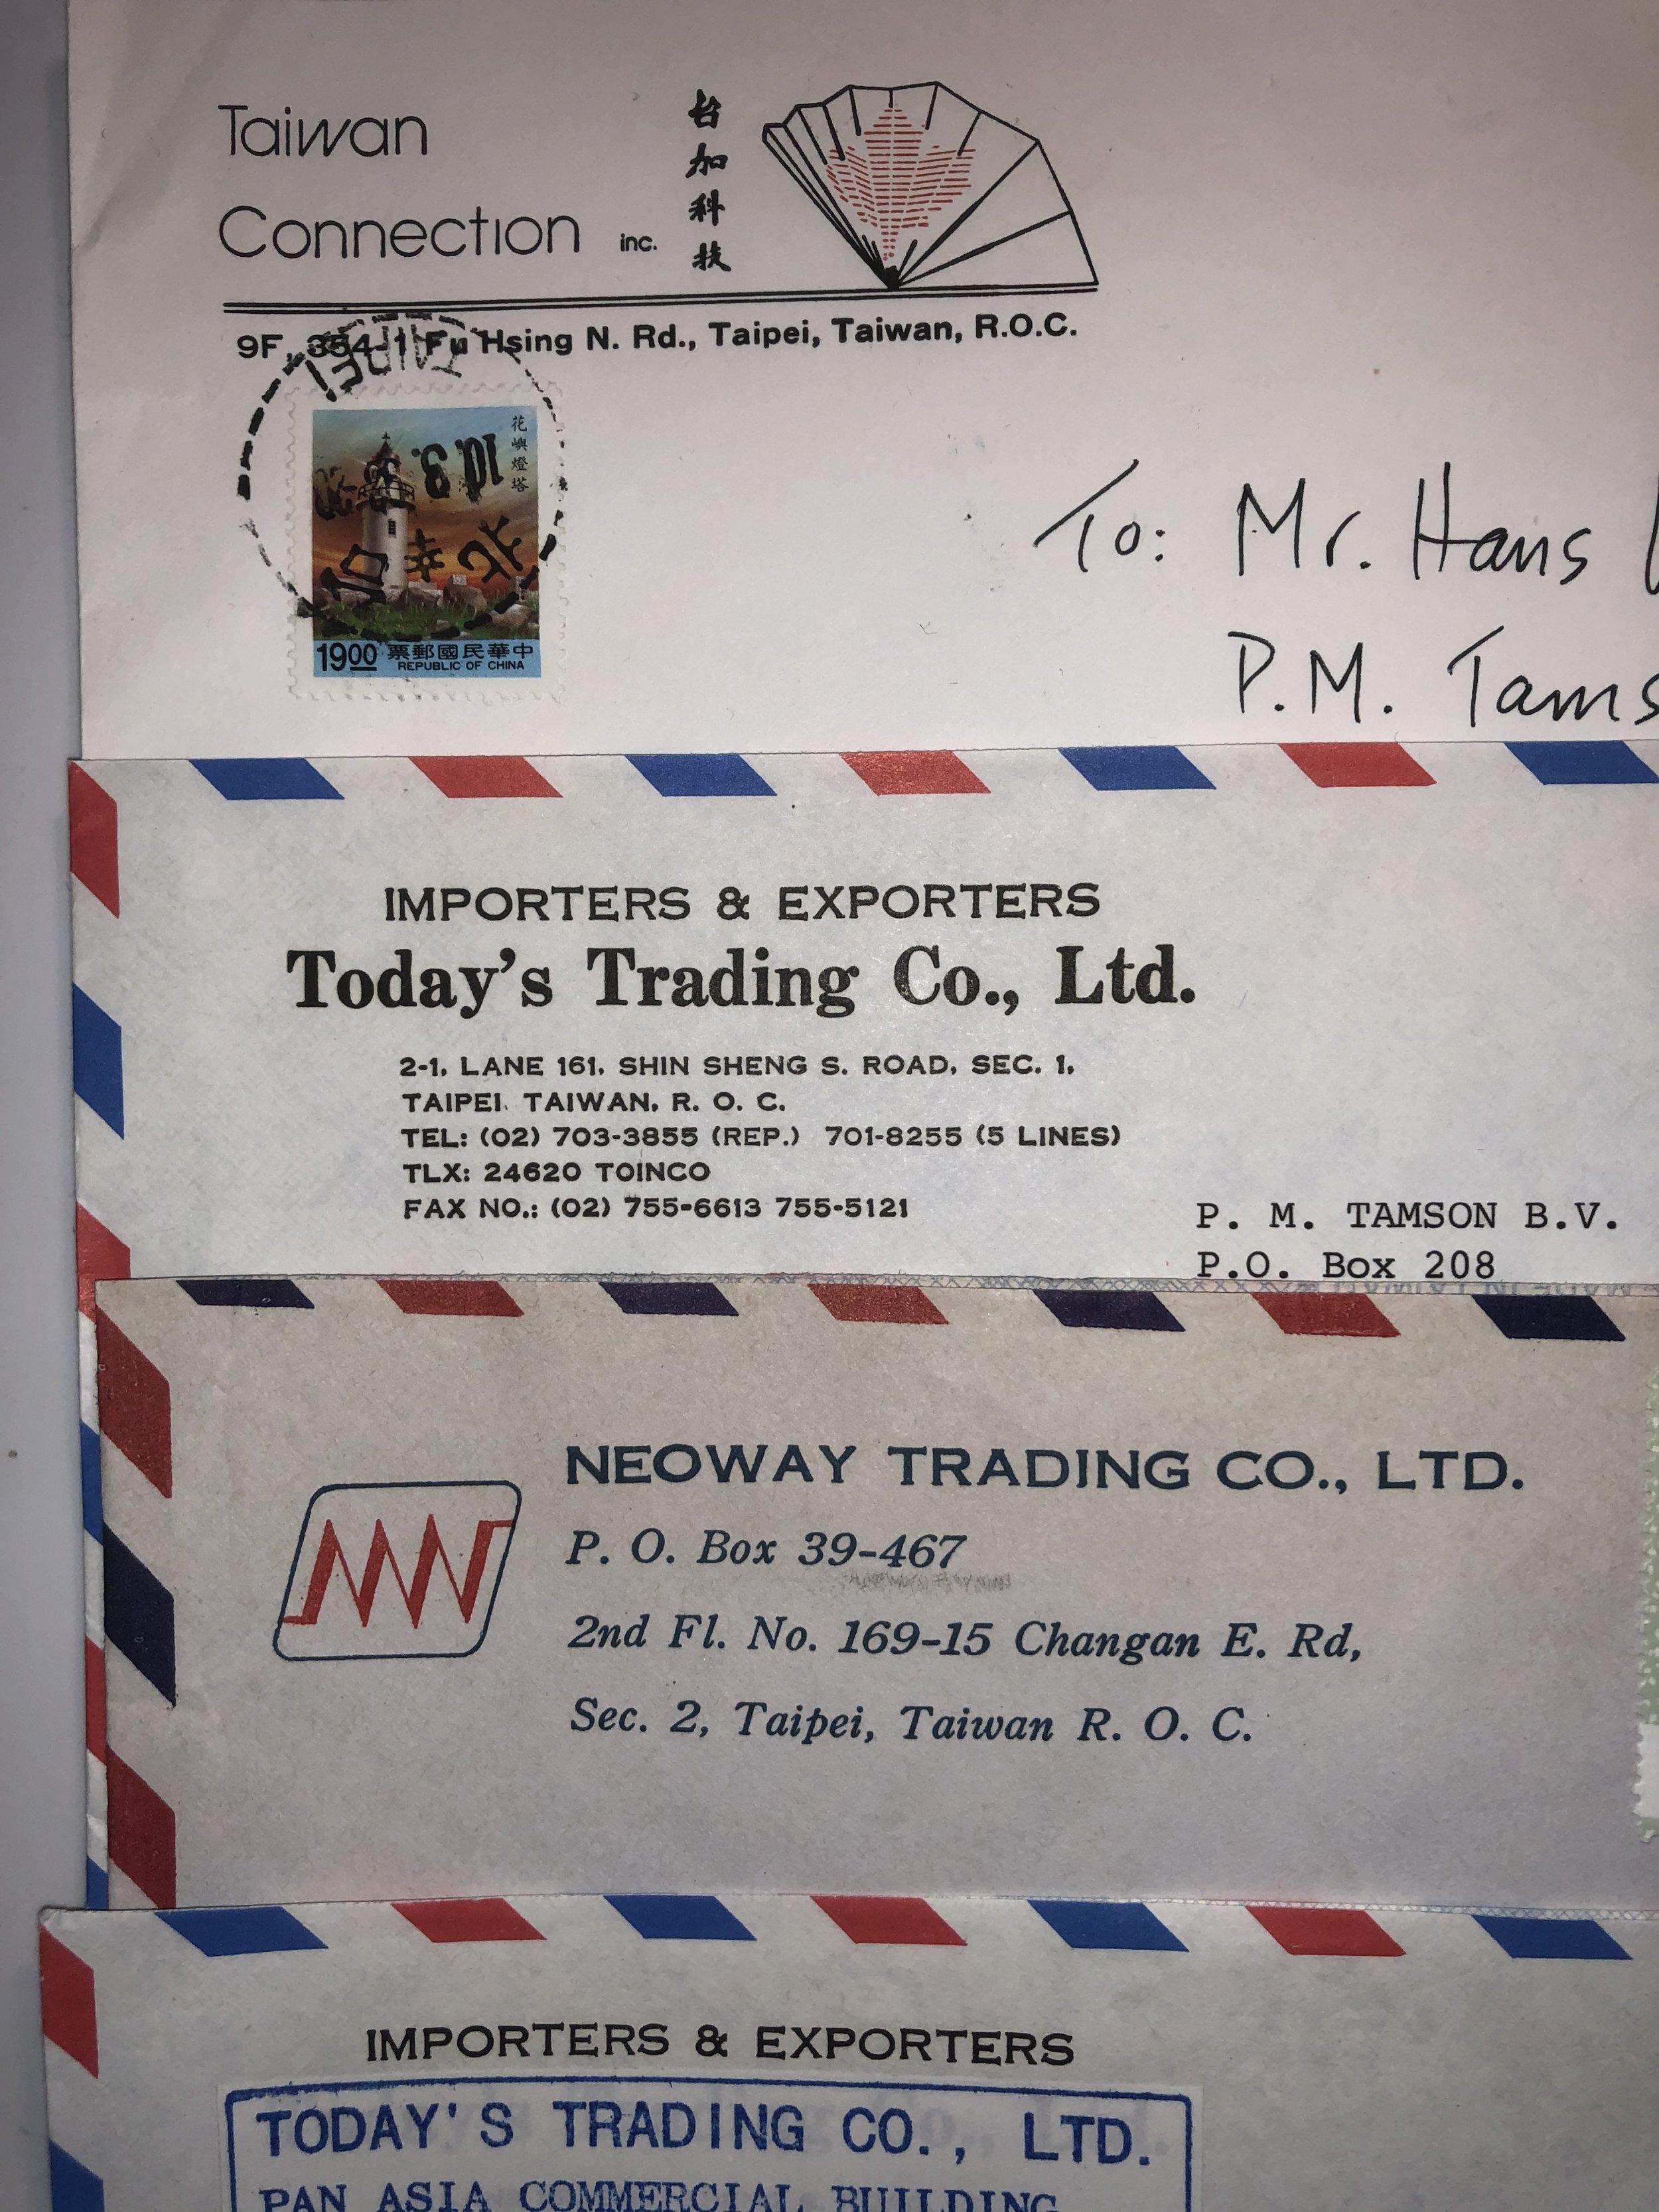 Taiwan
Connection inc.
台加科技
9F, 354-1 Fu Hsing N. Rd., Taipei, Taiwan, R.O.C.
TAIPEI
花嶼燈塔
10.3.
1900 票郵國民華中
REPUBLIC OF CHINA
To: Mr. Hans
P.M. Tams
IMPORTERS & EXPORTERS
Today's Trading Co., Ltd.
2-1, LANE 161, SHIN SHENG S. ROAD, SEC. 1,
TAIPEI, TAIWAN, R. O. C.
TEL: (02) 703-3855 (REP.) 701-8255 (5 LINES)
TLX: 24620 TOINCO
FAX NO.: (02) 755-6613 755-5121
P. M. TAMSON B.V.
P.O. Box 208
NEOWAY TRADING CO., LTD.
P. O. Box 39-467
2nd Fl. No. 169-15 Changan E. Rd,
Sec. 2, Taipei, Taiwan R. O. C.
IMPORTERS & EXPORTERS
TODAY'S TRADING CO., LTD.
PAN ASIA COMMERCIAL BUILDING